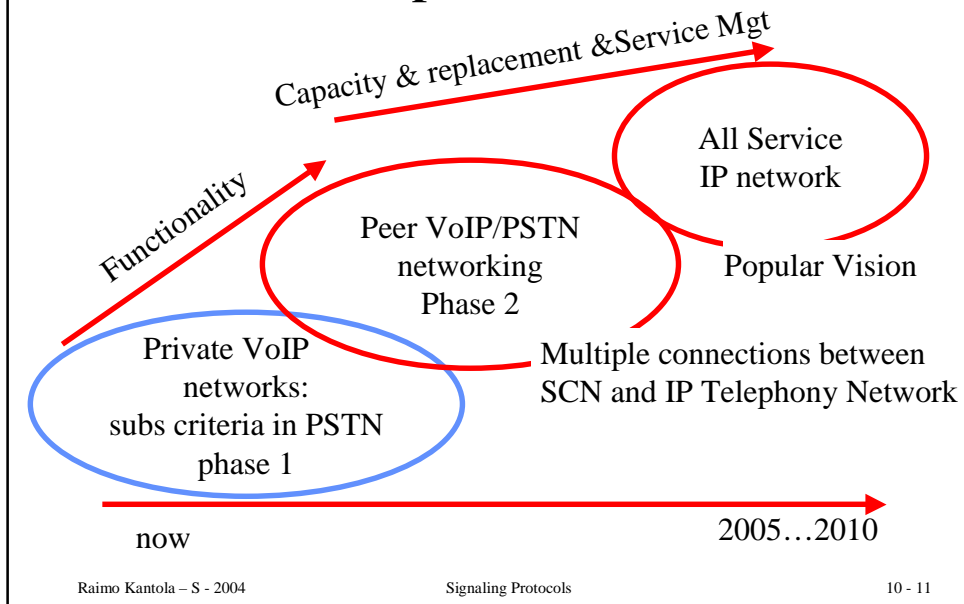 Capacity & replacement &Service Mgt
All Service
IP network
Functionality
Peer VoIP/PSTN
networking
Phase 2
Popular Vision
Private VoIP
networks:
subs criteria in PSTN
phase 1
Multiple connections between
SCN and IP Telephony Network
now
2005…2010
Raimo Kantola – S - 2004
Signaling Protocols
10 - 11